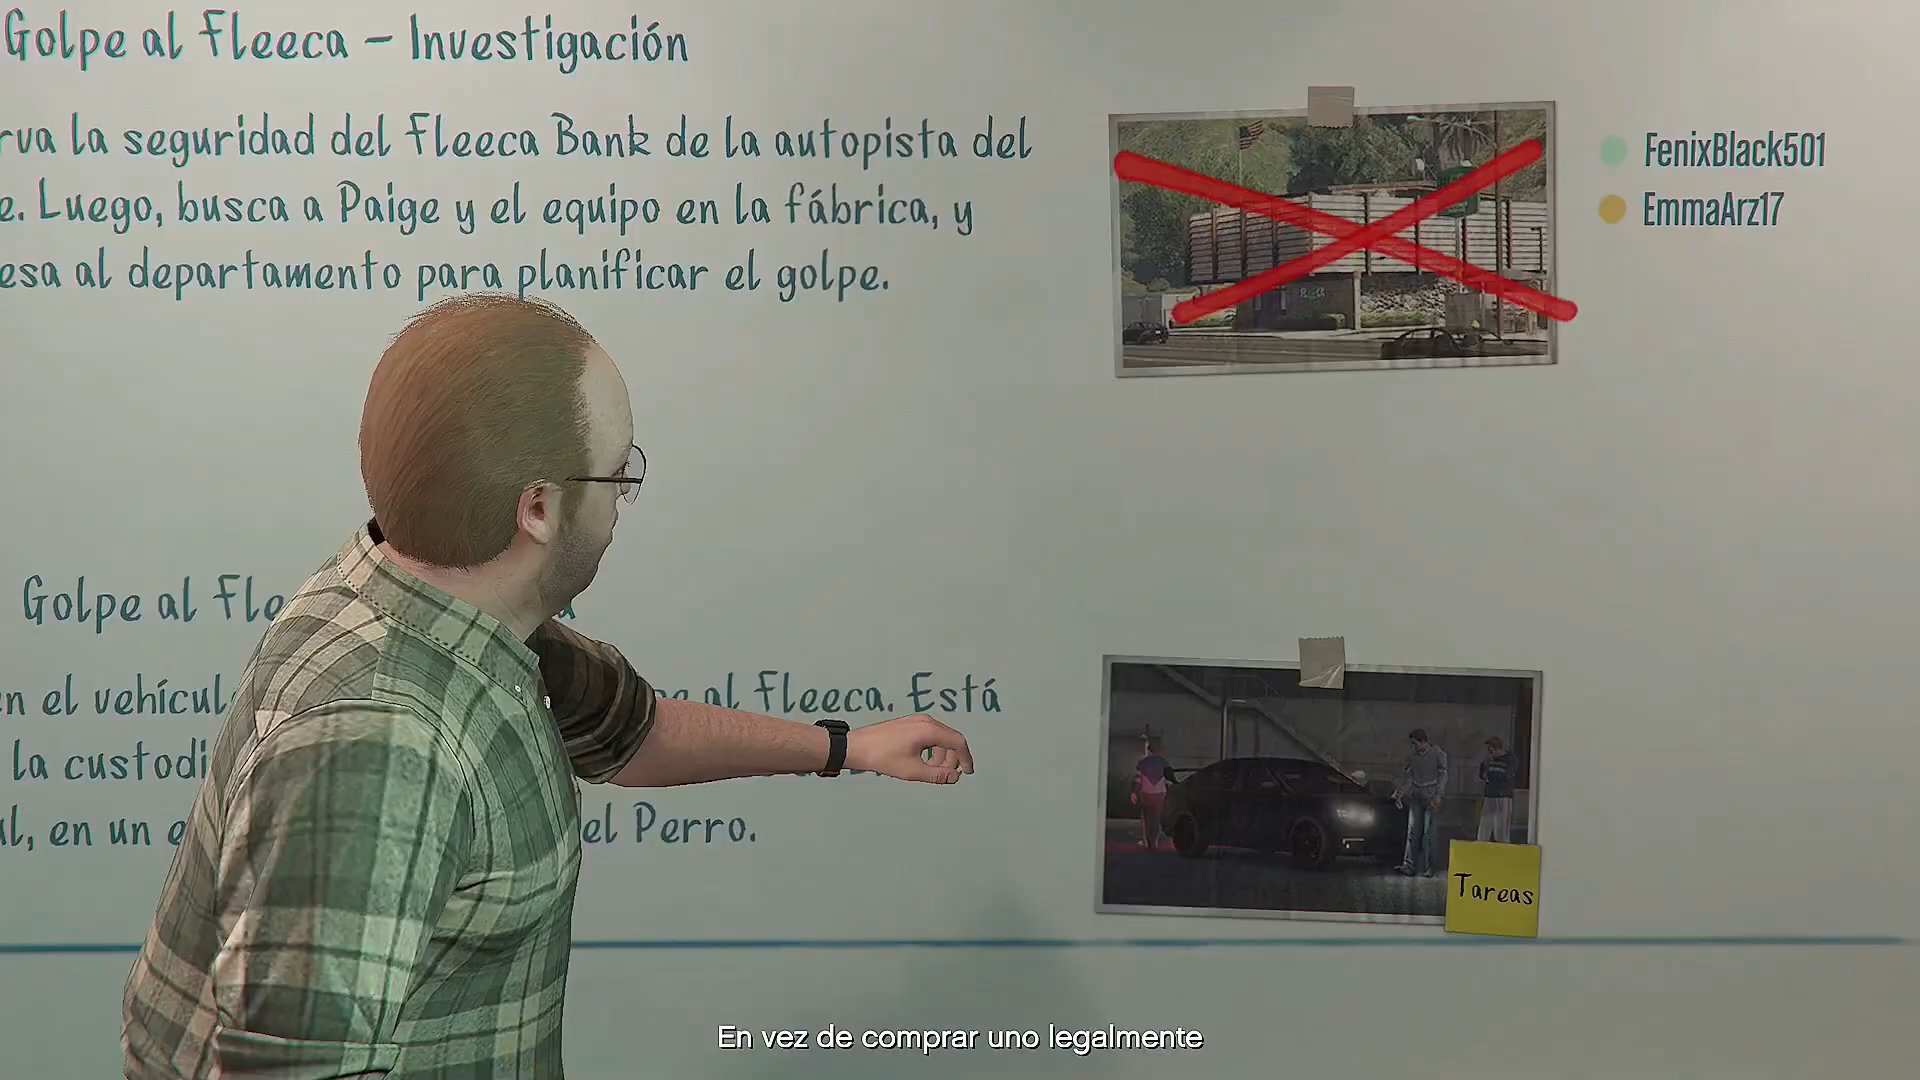 Golpe al Fleeca – Investigación
rva la seguridad del Fleeca Bank de la autopista del
e. Luego, busca a Paige y el equipo en la fábrica, y
esa al departamento para planificar el golpe.
FenixBlack501
EmmaArz17
Golpe al Fle
en el vehícul al Fleeca. Está
la custodi
al, en un e del Perro.
Tareas
En vez de comprar uno legalmente